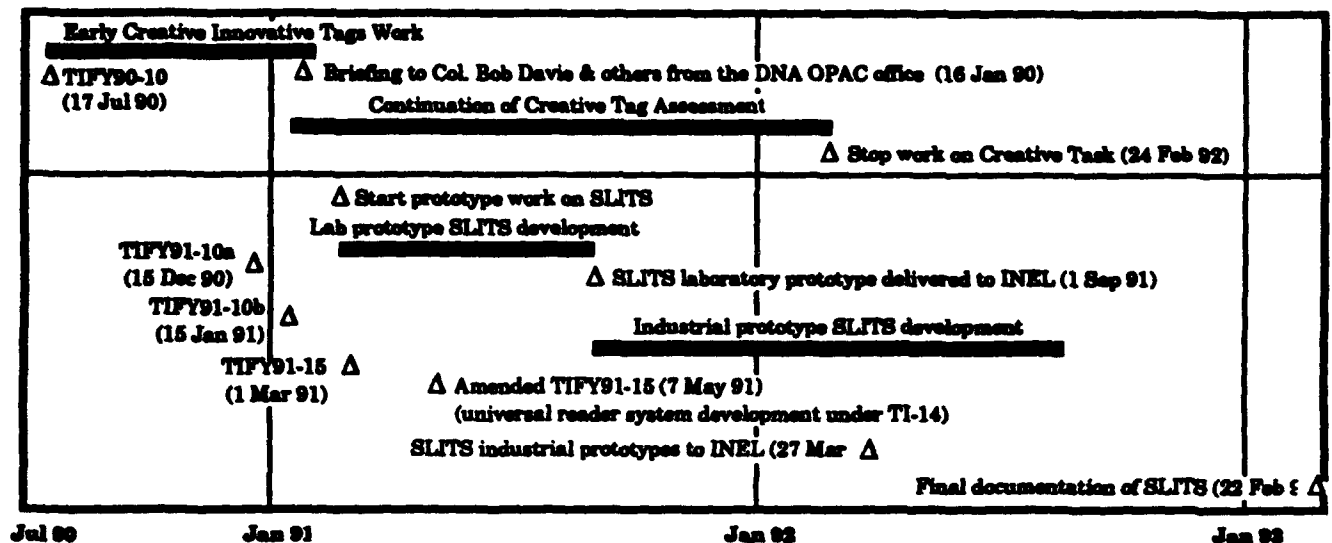 Early Creative Innovative Tags Work
Δ TIFY90-10
(17 Jul 90)
Δ Briefing to Col. Bob Davie & others from the DNA OPAC office (16 Jan 90)
Continuation of Creative Tag Assessment
Δ Stop work on Creative Task (24 Feb 92)
Δ Start prototype work on SLITS
Lab prototype SLITS development
TIFY91-10a Δ
(15 Dec 90)
Δ SLITS laboratory prototype delivered to INEL (1 Sep 91)
TIFY91-10b Δ
(15 Jan 91)
Industrial prototype SLITS development
TIFY91-15 Δ
(1 Mar 91)
Δ Amended TIFY91-15 (7 May 91)
(universal reader system development under TI-14)
SLITS industrial prototypes to INEL (27 Mar Δ
Final documentation of SLITS (22 Feb Δ
Jul 90 Jan 91 Jan 92 Jan 93